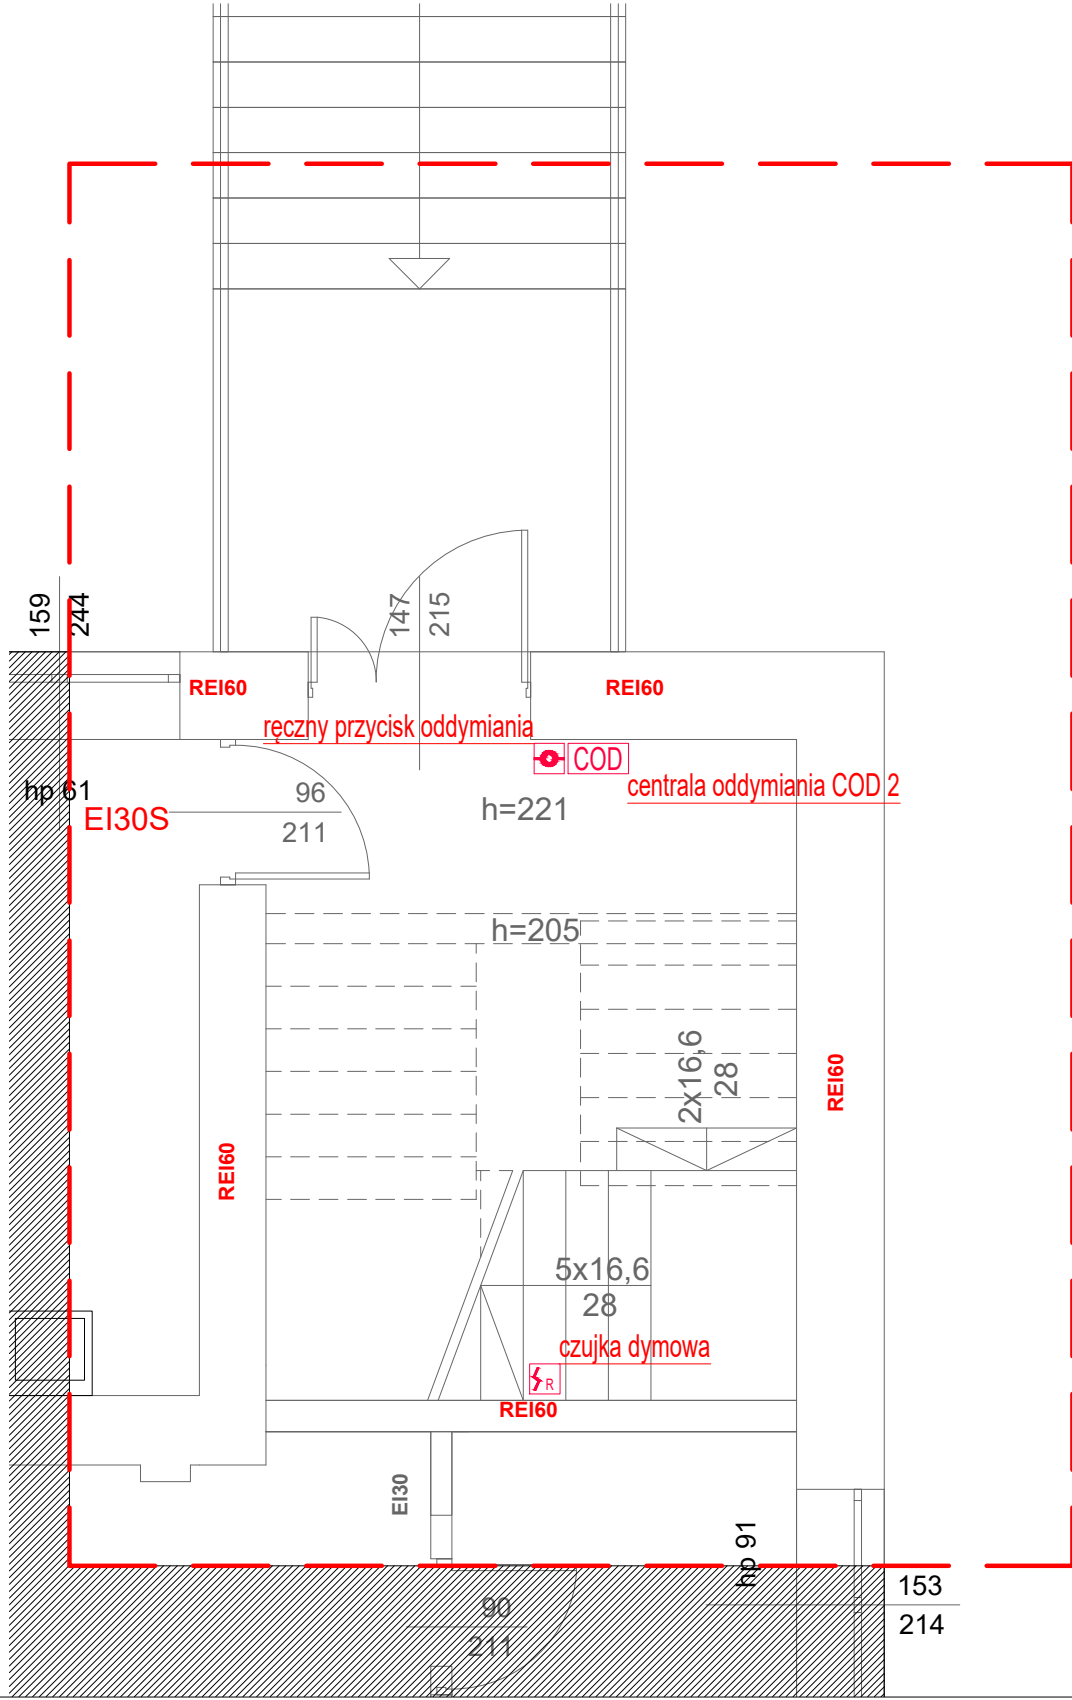 159
244
147
215
REI60
REI60
ręczny przycisk oddymiania
COD
centrala oddymiania COD 2
hp 61
EI30S
96
211
h=221
h=205
2x16,6
28
REI60
REI60
5x16,6
28
czujka dymowa
R
REI60
EI30
hp 91
153
214
90
211